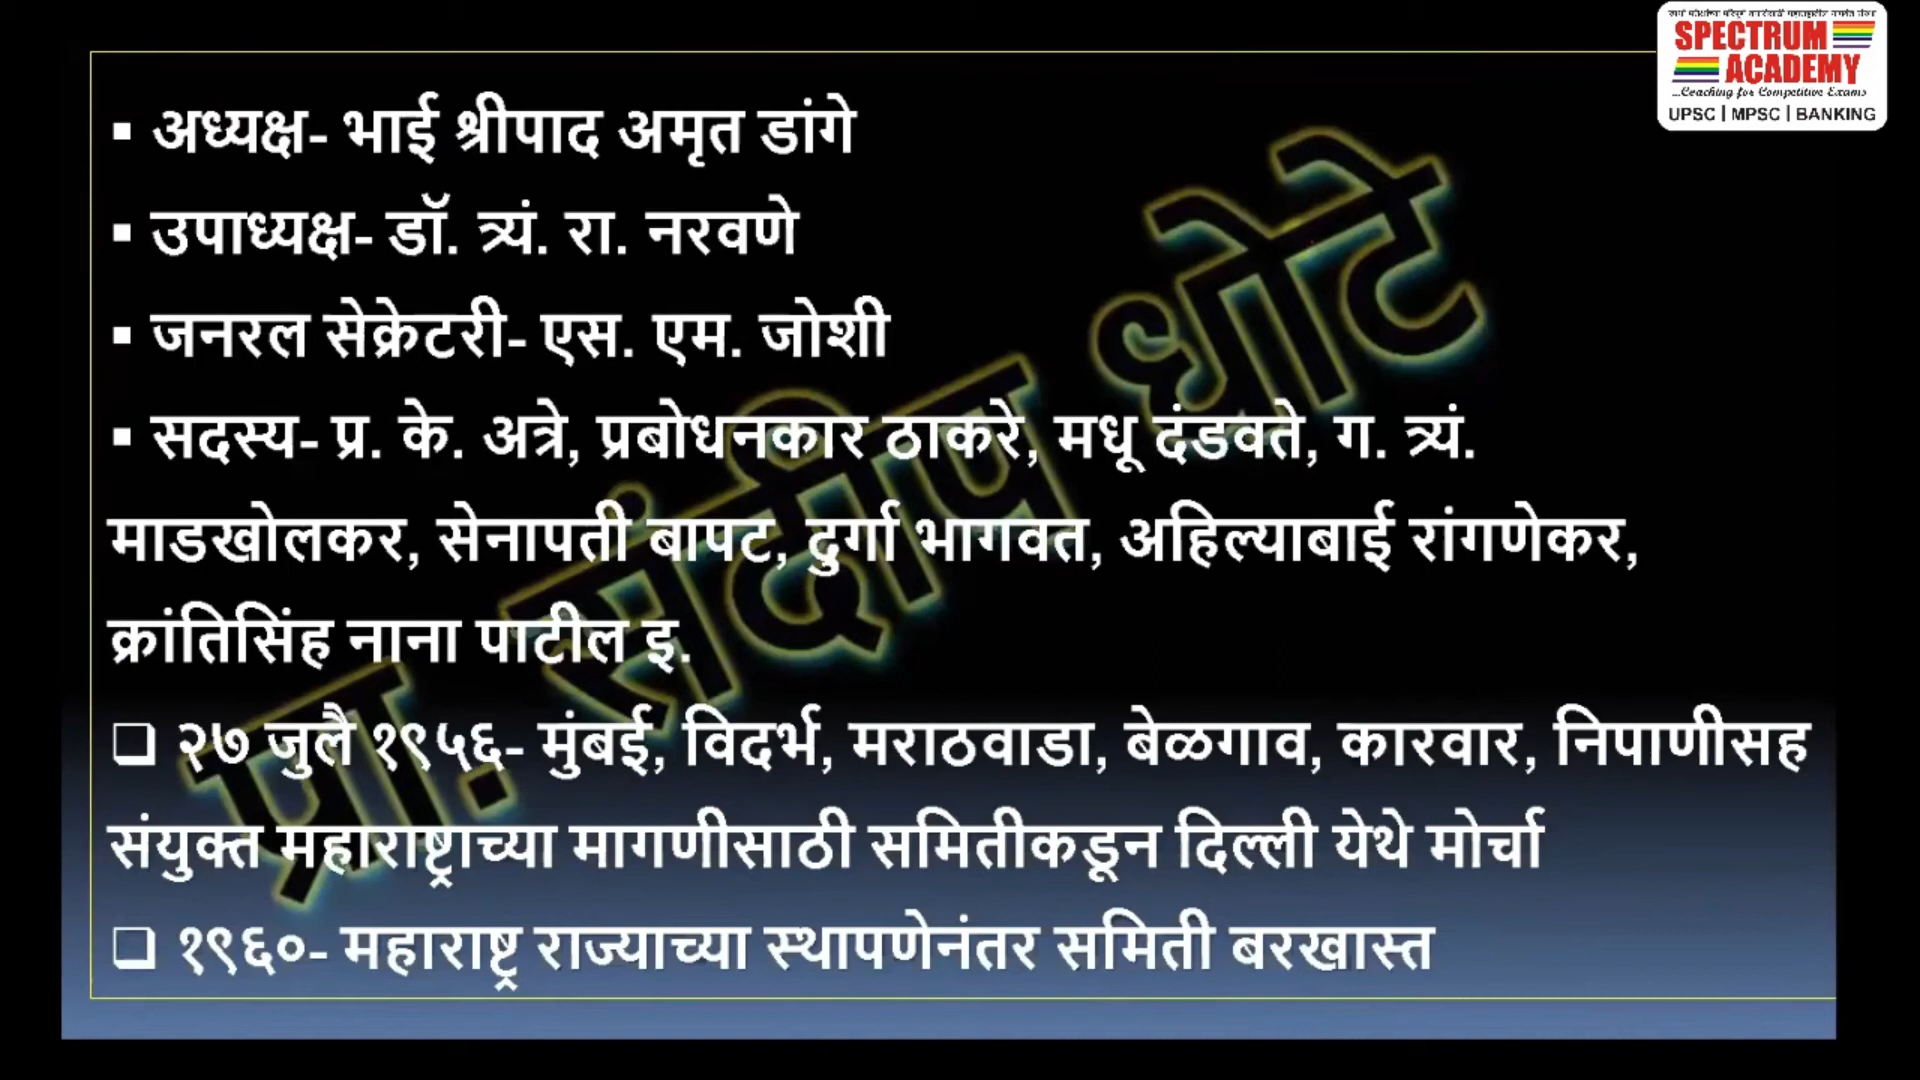 SPECTRUM
ACADEMY
...Coaching for Competitive Exams
UPSC | MPSC | BANKING
▪ अध्यक्ष- भाई श्रीपाद अमृत डांगे
▪ उपाध्यक्ष- डॉ. त्र्यं. रा. नरवणे
▪ जनरल सेक्रेटरी- एस. एम. जोशी
▪ सदस्य- प्र. के. अत्रे, प्रबोधनकार ठाकरे, मधू दंडवते, ग. त्र्यं.
माडखोलकर, सेनापती बापट, दुर्गा भागवत, अहिल्याबाई रांगणेकर,
क्रांतिसिंह नाना पाटील इ.
❑ २७ जुलै १९५६- मुंबई, विदर्भ, मराठवाडा, बेळगाव, कारवार, निपाणीसह
संयुक्त महाराष्ट्राच्या मागणीसाठी समितीकडून दिल्ली येथे मोर्चा
❑ १९६०- महाराष्ट्र राज्याच्या स्थापणेनंतर समिती बरखास्त
प्रा. संदीप धोटे